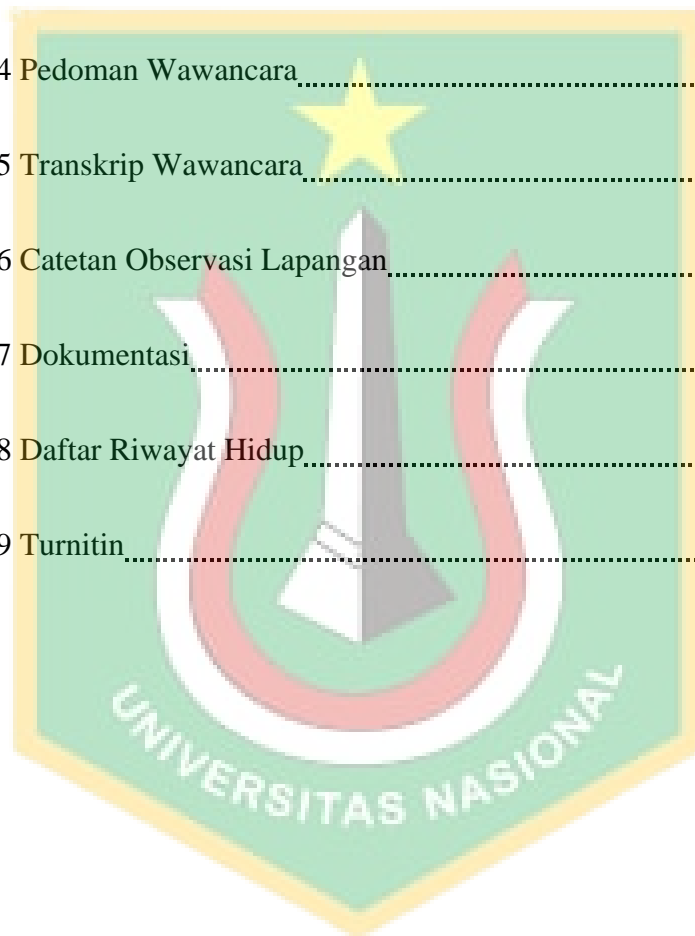 4 Pedoman Wawancara
5 Transkrip Wawancara
6 Catetan Observasi Lapangan
7 Dokumentasi
8 Daftar Riwayat Hidup
9 Turnitin
UNIVERSITAS NASIONAL